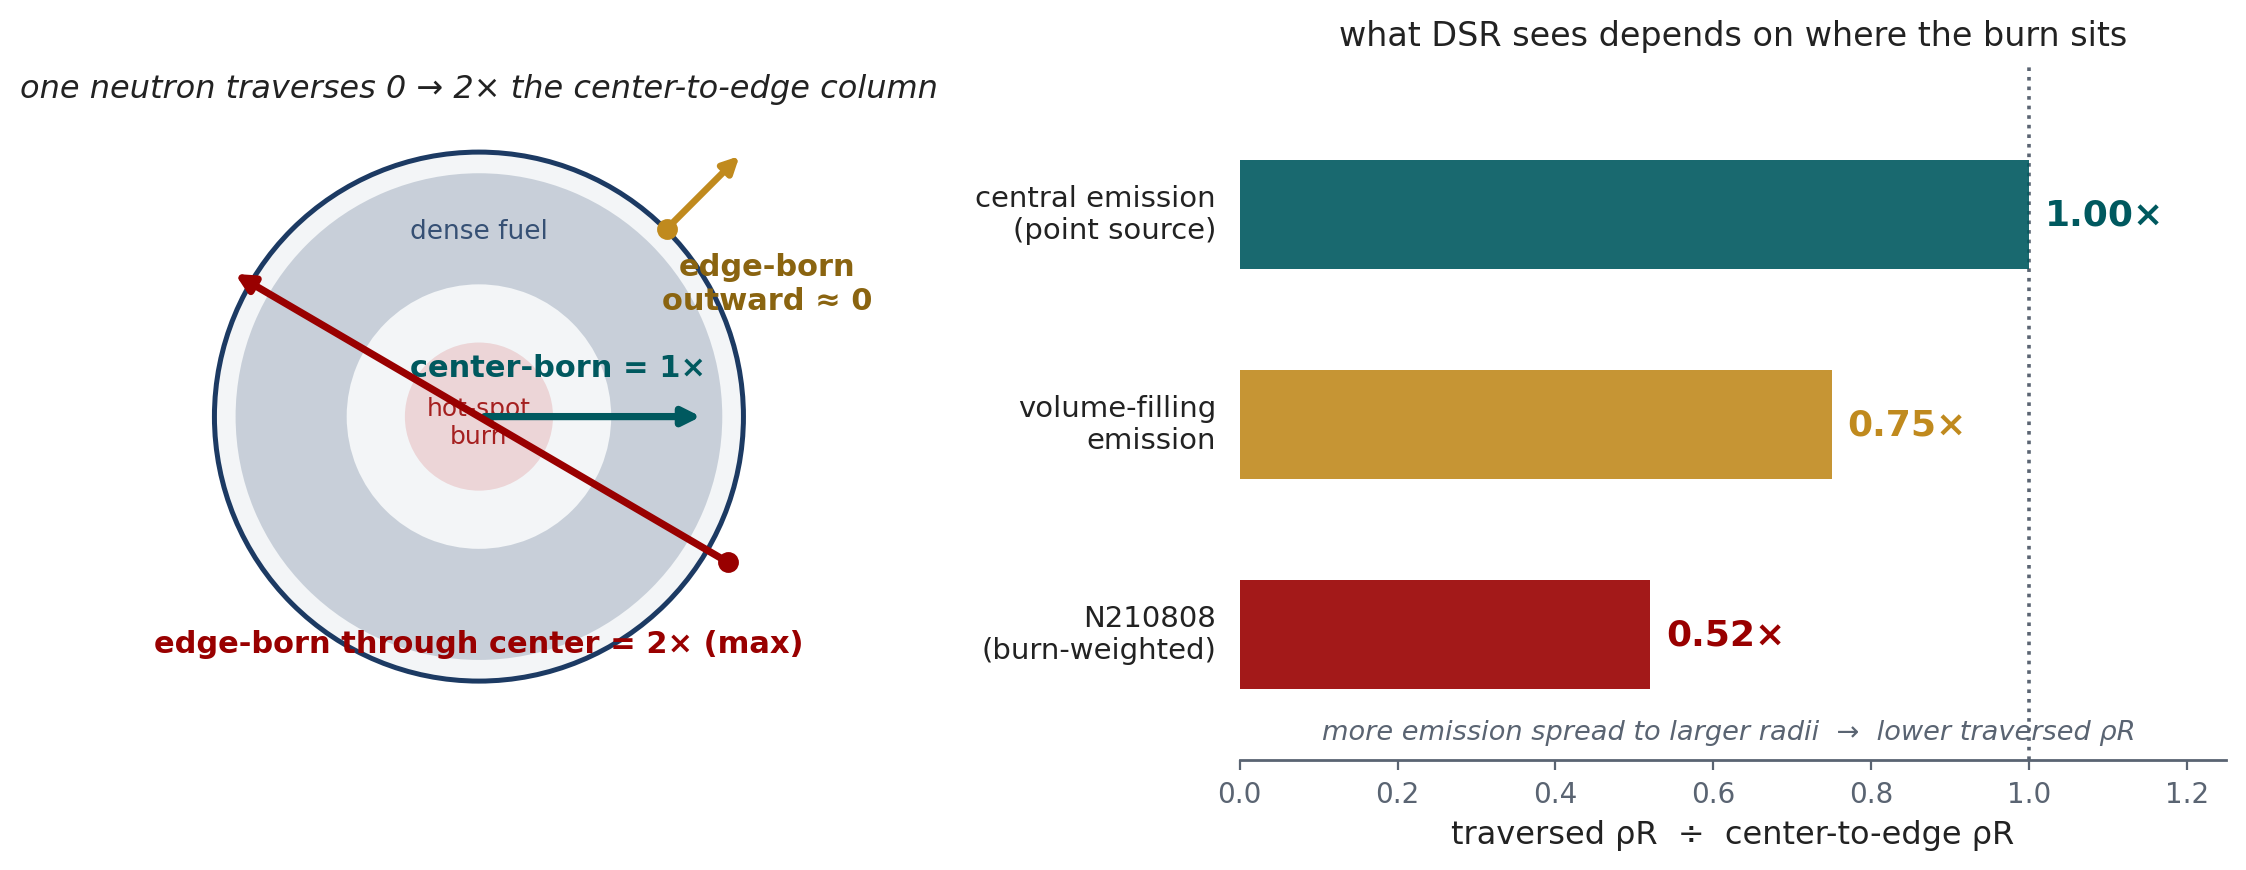 one neutron traverses 0 → 2× the center-to-edge column
dense fuel
edge-born
outward ≈ 0
center-born = 1×
hot-spot
burn
edge-born through center = 2× (max)
what DSR sees depends on where the burn sits
central emission
(point source)
1.00×
volume-filling
emission
0.75×
N210808
(burn-weighted)
0.52×
more emission spread to larger radii → lower traversed ρR
0.0 0.2 0.4 0.6 0.8 1.0 1.2
traversed ρR ÷ center-to-edge ρR